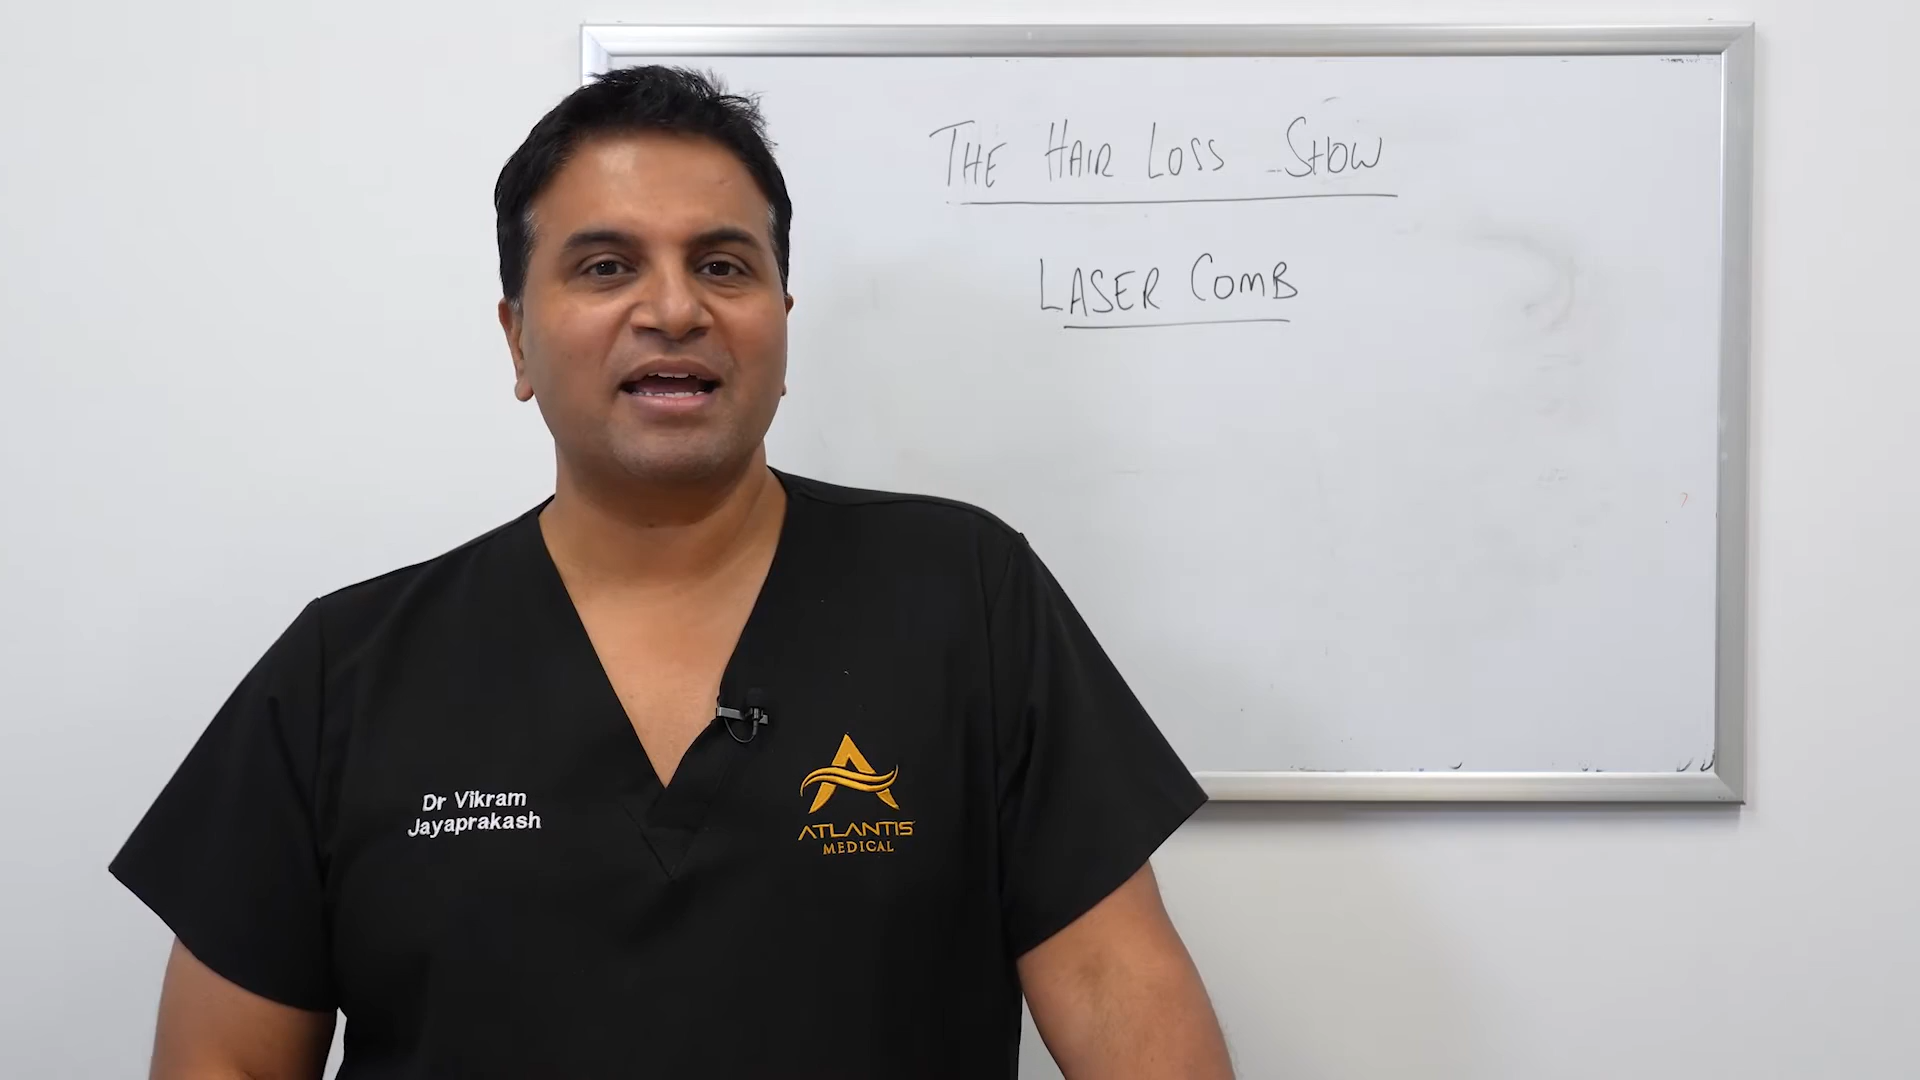 THE HAIR LOSS SHOW
LASER COMB
Dr Vikram
Jayaprakash
ATLANTIS
MEDICAL